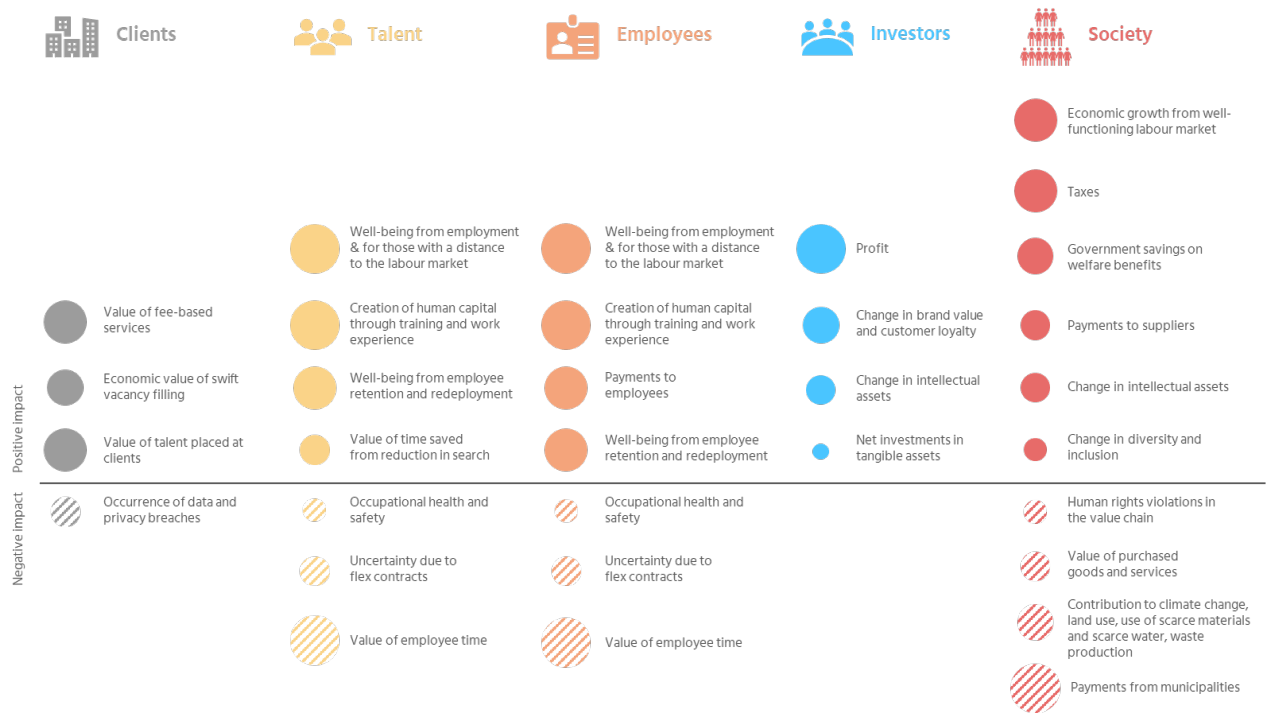 Clients
Talent
Employees
Investors
Society
Positive impact
Negative impact
Value of fee-based
services
Economic value of swift
vacancy filling
Value of talent placed at
clients
Occurrence of data and
privacy breaches
Well-being from employment
& for those with a distance
to the labour market
Creation of human capital
through training and work
experience
Well-being from employee
retention and redeployment
Value of time saved
from reduction in search
Occupational health and
safety
Uncertainty due to
flex contracts
Value of employee time
Well-being from employment
& for those with a distance
to the labour market
Creation of human capital
through training and work
experience
Payments to
employees
Well-being from employee
retention and redeployment
Occupational health and
safety
Uncertainty due to
flex contracts
Value of employee time
Profit
Change in brand value
and customer loyalty
Change in intellectual
assets
Net investments in
tangible assets
Economic growth from well-
functioning labour market
Taxes
Government savings on
welfare benefits
Payments to suppliers
Change in intellectual assets
Change in diversity and
inclusion
Human rights violations in
the value chain
Value of purchased
goods and services
Contribution to climate change,
land use, use of scarce materials
and scarce water, waste
production
Payments from municipalities